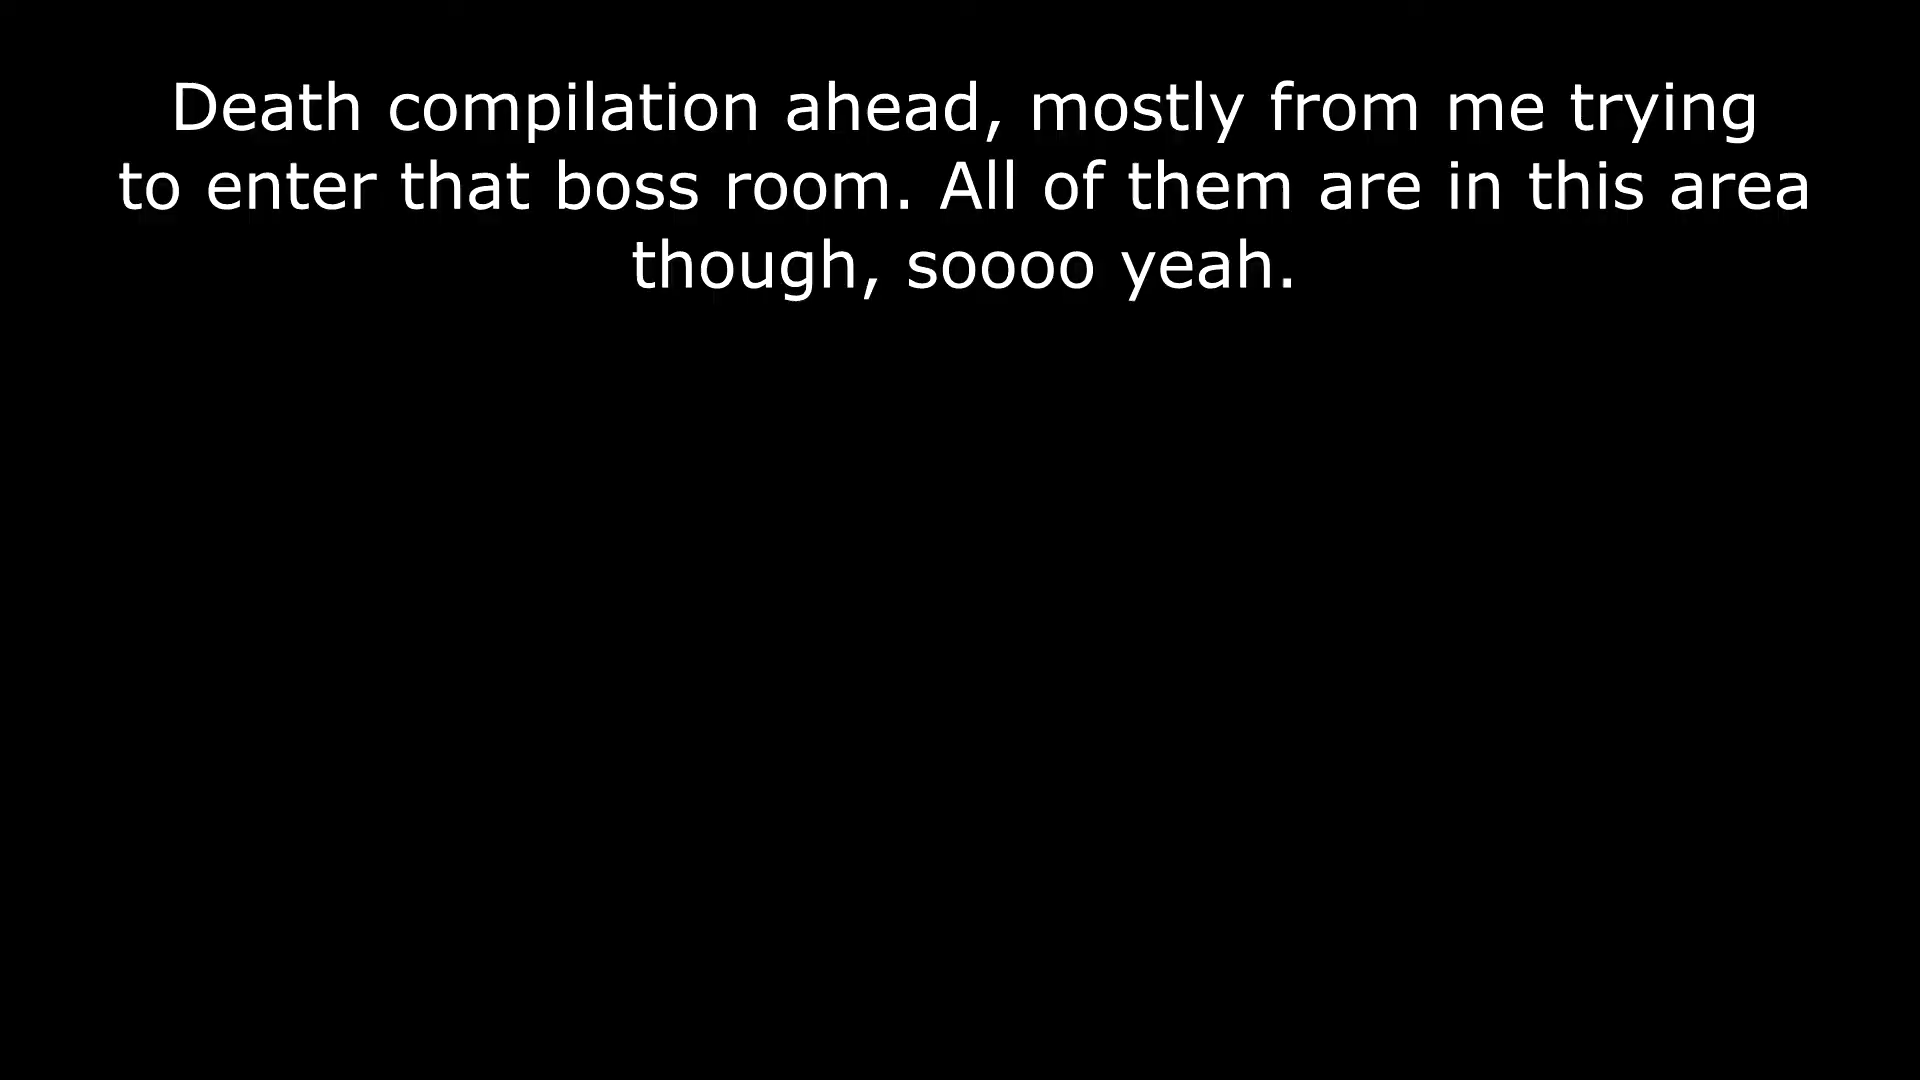 Death compilation ahead, mostly from me trying
to enter that boss room. All of them are in this area
though, soooo yeah.